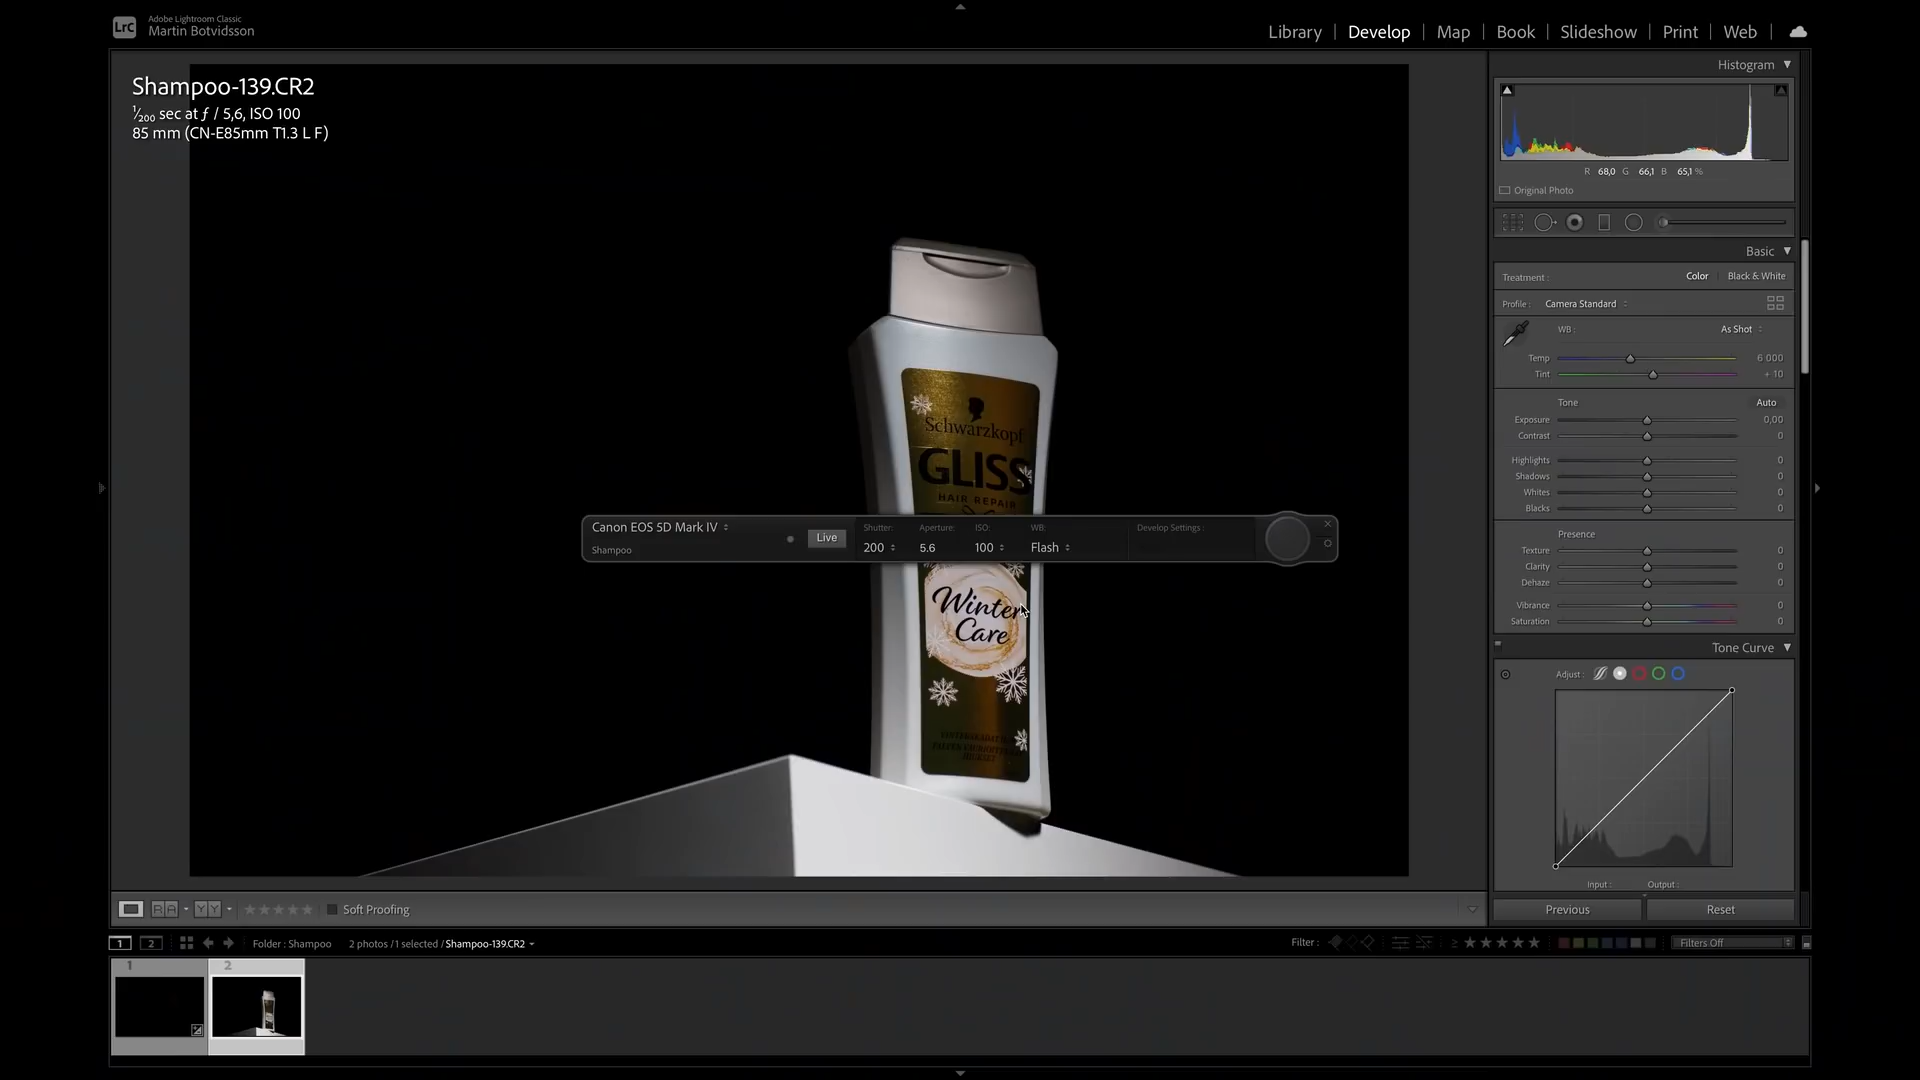 LrC
Adobe Lightroom Classic
Martin Botvidsson
Library
Develop
Map
Book
Slideshow
Print
Web
Shampoo-139.CR2
1/200 sec at ƒ / 5,6, ISO 100
85 mm (CN-E85mm T1.3 L F)
Schwarzkopf
GLISS
HAIR REPAIR
Canon EOS 5D Mark IV
Shampoo
Live
Shutter:
200
Aperture:
5.6
ISO:
100
WB:
Flash
Develop Settings:
Winter
Care
Histogram
R 68,0 G 66,1 B 65,1 %
Original Photo
Basic
Treatment : Color Black & White
Profile : Camera Standard
WB : As Shot
Temp 6 000
Tint + 10
Tone Auto
Exposure 0,00
Contrast 0
Highlights 0
Shadows 0
Whites 0
Blacks 0
Presence
Texture 0
Clarity 0
Dehaze 0
Vibrance 0
Saturation 0
Tone Curve
Adjust :
Input : Output :
Previous Reset
RA YY Soft Proofing
1 2 Folder : Shampoo 2 photos / 1 selected / Shampoo-139.CR2
Filter : ≥ Filters Off
1 2